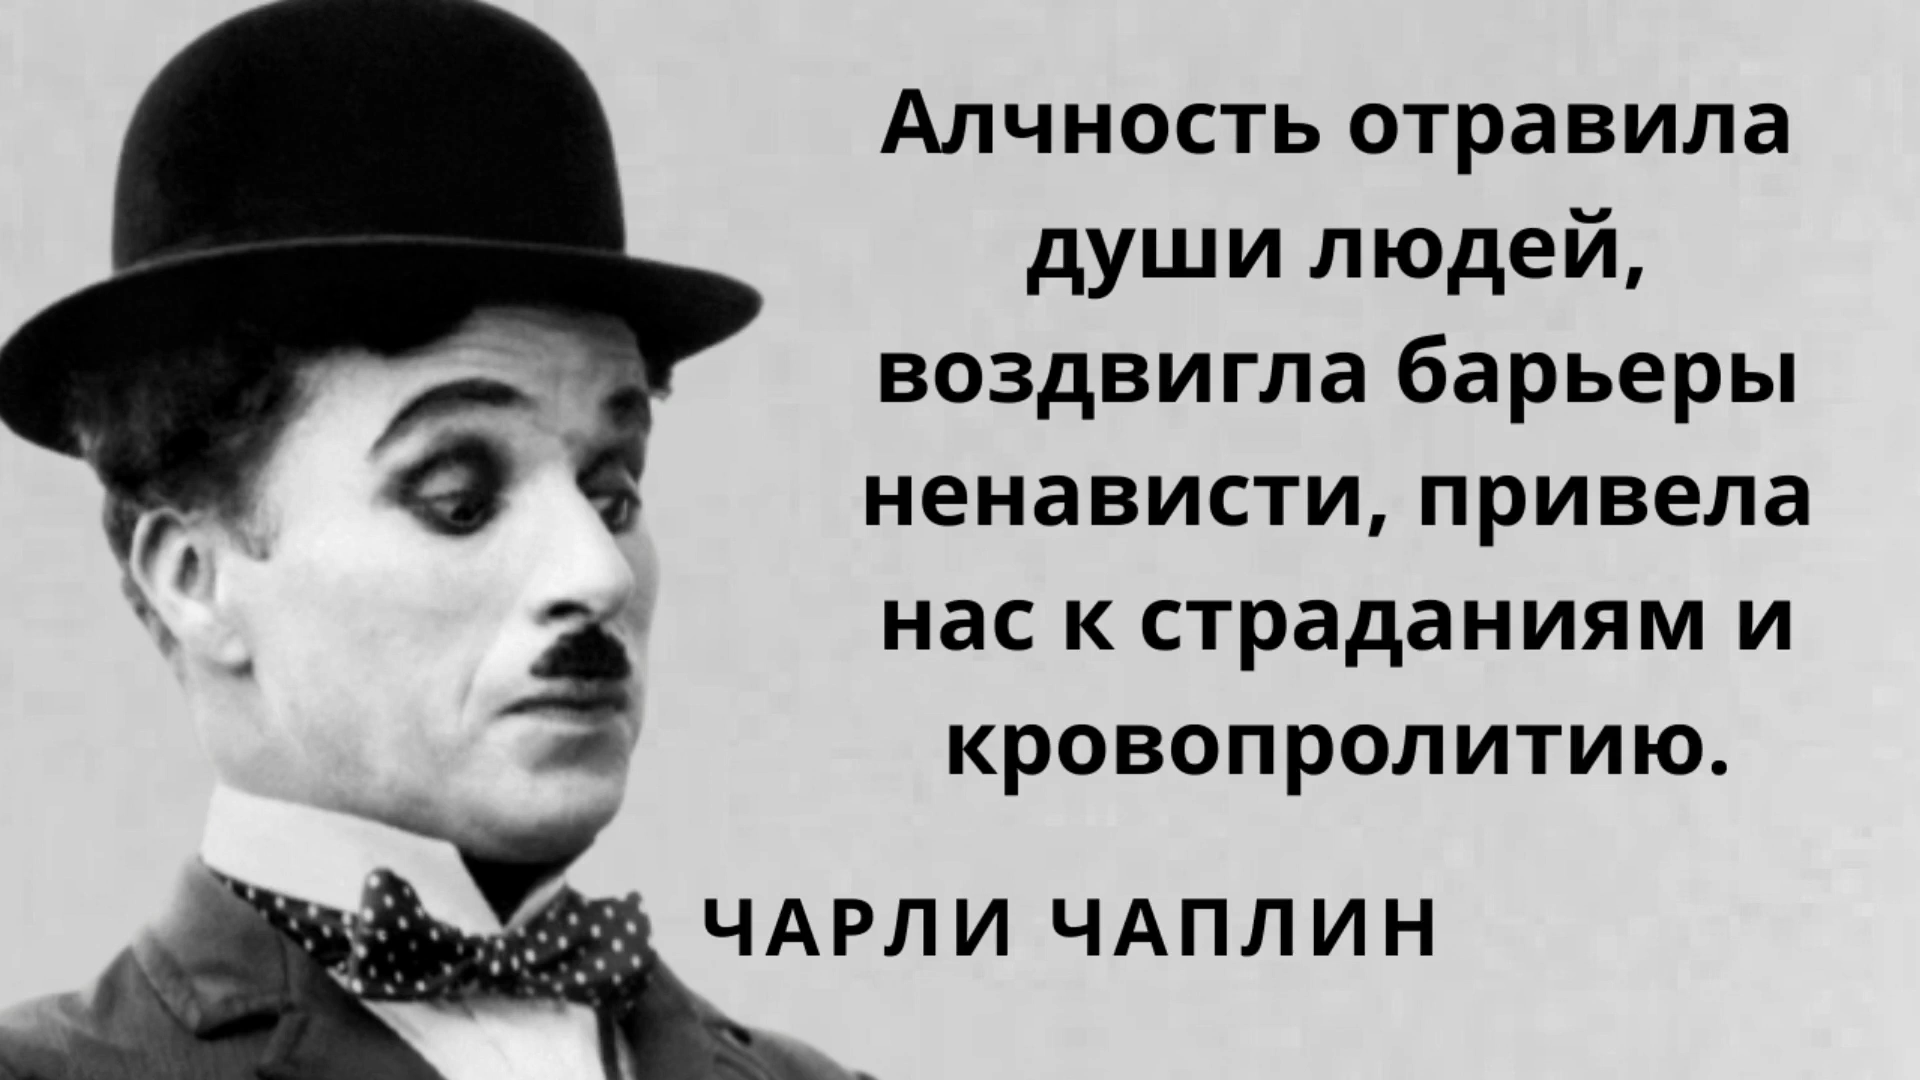 Алчность отравила
души людей,
воздвигла барьеры
ненависти, привела
нас к страданиям и
кровопролитию.
ЧАРЛИ ЧАПЛИН